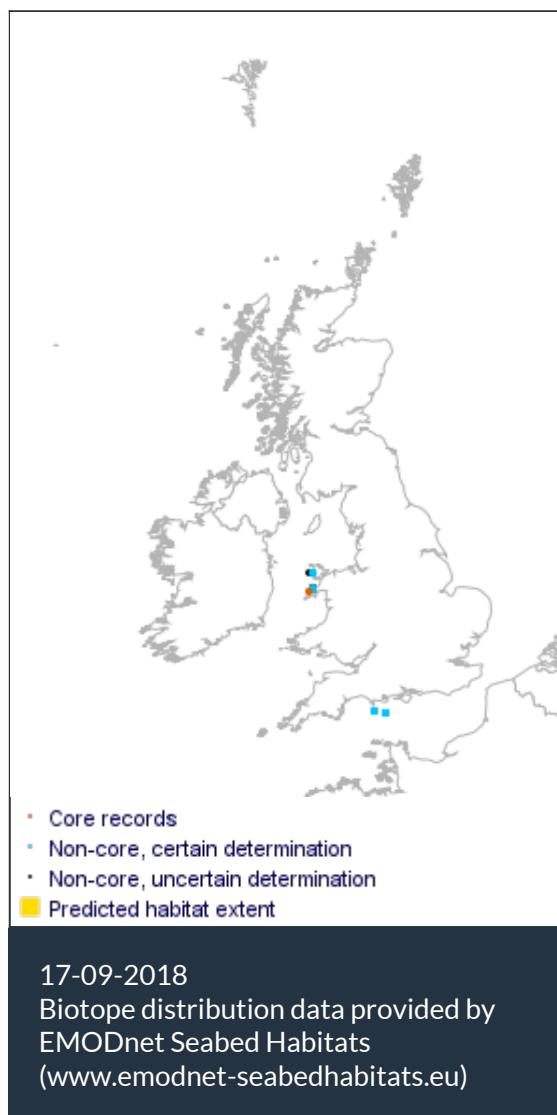 Core records
Non-core, certain determination
Non-core, uncertain determination
Predicted habitat extent
17-09-2018
Biotope distribution data provided by
EMODnet Seabed Habitats
(www.emodnet-seabedhabitats.eu)